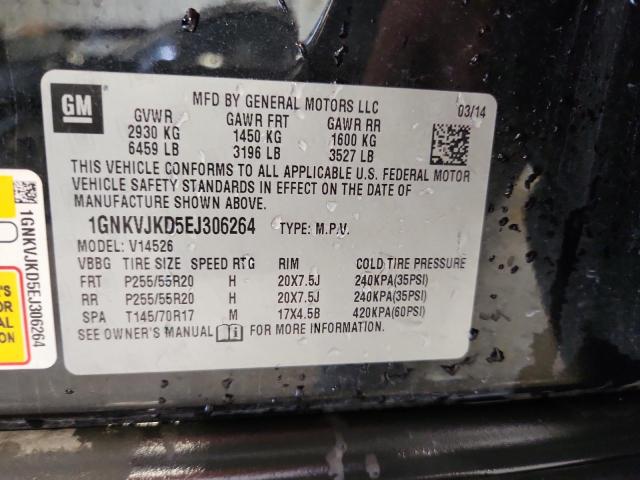 GM
MFD BY GENERAL MOTORS LLC
03/14
GVWR GAWR FRT GAWR RR
2930 KG 1450 KG 1600 KG
6459 LB 3196 LB 3527 LB
THIS VEHICLE CONFORMS TO ALL APPLICABLE U.S. FEDERAL MOTOR
VEHICLE SAFETY STANDARDS IN EFFECT ON THE DATE OF
MANUFACTURE SHOWN ABOVE.
1GNKVJKD5EJ306264 TYPE: M.P.V.
MODEL: V14526
VBBG TIRE SIZE SPEED RTG RIM COLD TIRE PRESSURE
FRT P255/55R20 H 20X7.5J 240KPA(35PSI)
RR P255/55R20 H 20X7.5J 240KPA(35PSI)
SPA T145/70R17 M 17X4.5B 420KPA(60PSI)
SEE OWNER'S MANUAL FOR MORE INFORMATION.
1GNKVJKD5EJ306264